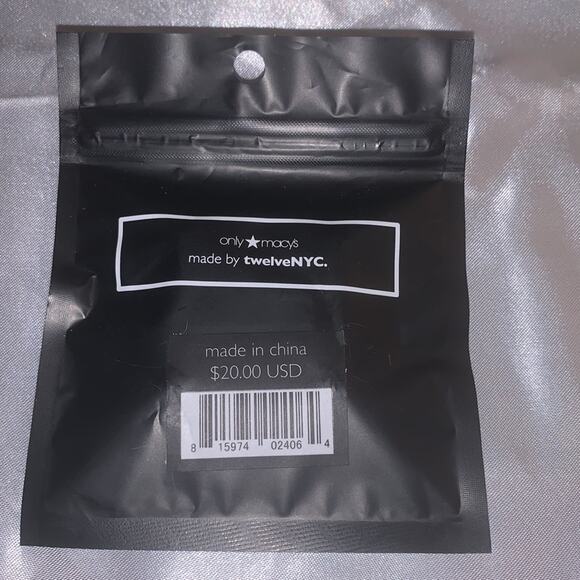 only★macy's
made by twelveNYC.
made in china
$20.00 USD
8 15974 02406 4